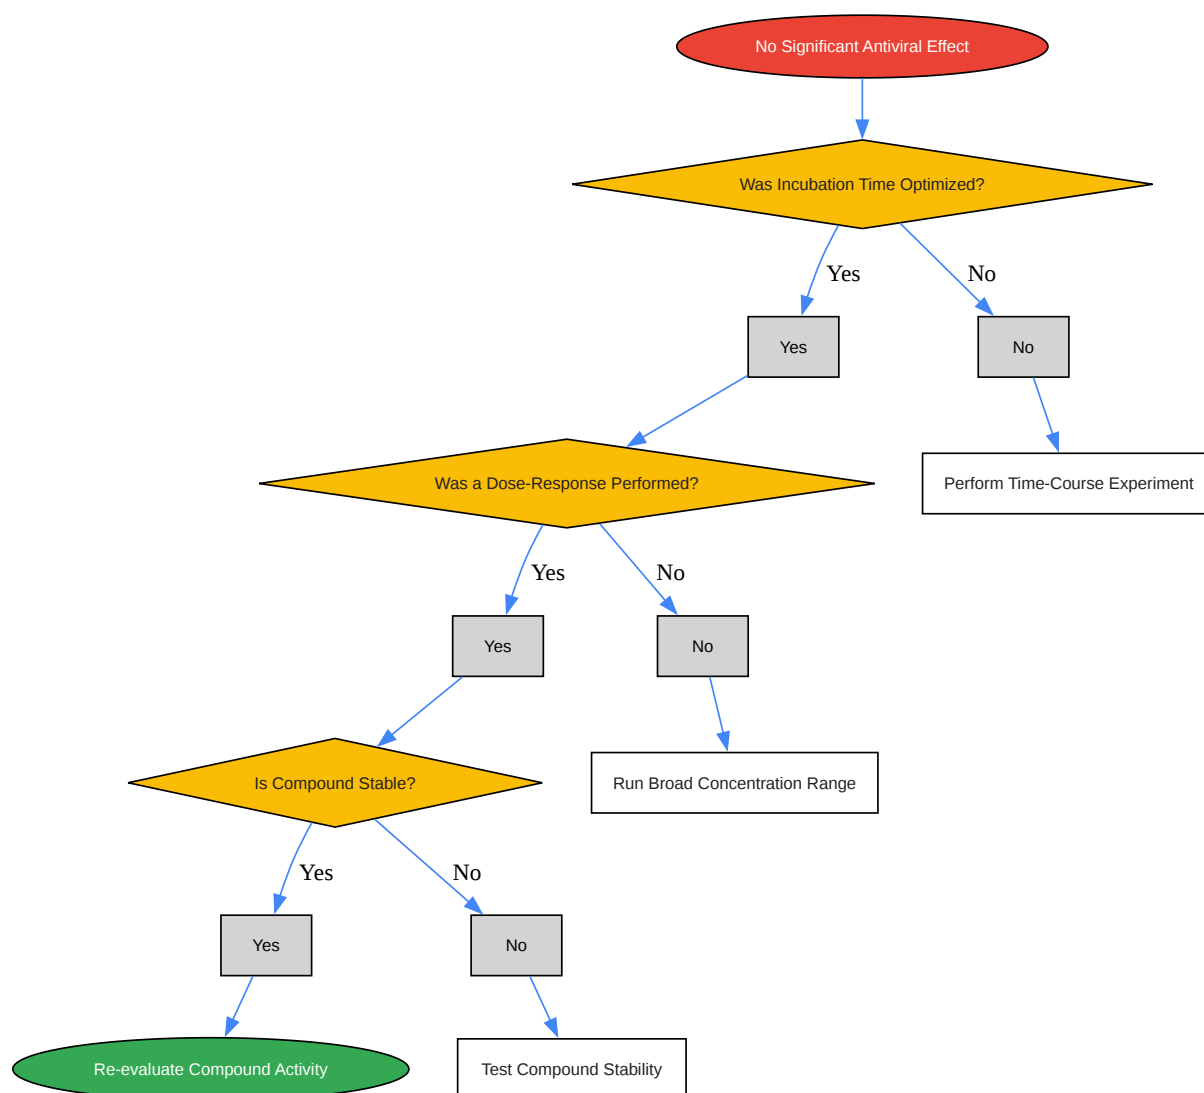 No Significant Antiviral Effect
Was Incubation Time Optimized?
Yes
No
Yes
No
Was a Dose-Response Performed?
Perform Time-Course Experiment
Yes
No
Yes
No
Is Compound Stable?
Run Broad Concentration Range
Yes
No
Yes
No
Re-evaluate Compound Activity
Test Compound Stability